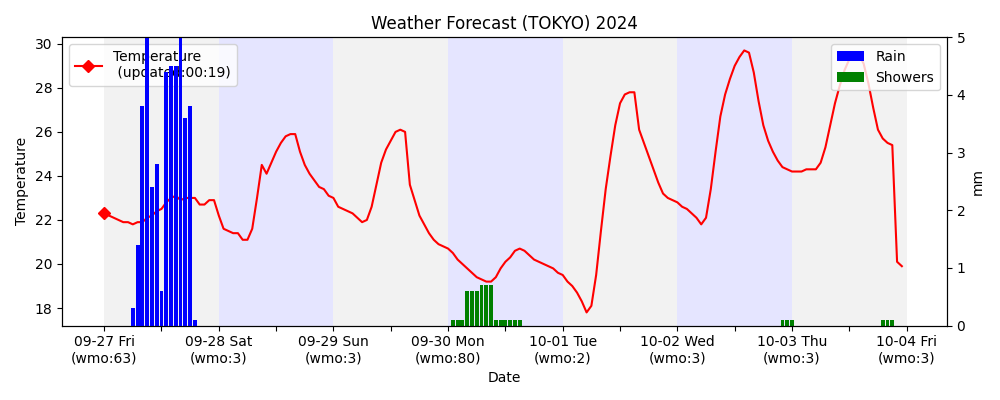 Weather Forecast (TOKYO) 2024
Temperature
Rain
Showers
30
28
26
24
22
20
18
5
4
3
2
1
0
Temperature
mm
09-27 Fri
(wmo:63)
09-28 Sat
(wmo:3)
09-29 Sun
(wmo:3)
09-30 Mon
(wmo:80)
10-01 Tue
(wmo:2)
10-02 Wed
(wmo:3)
10-03 Thu
(wmo:3)
10-04 Fri
(wmo:3)
Date